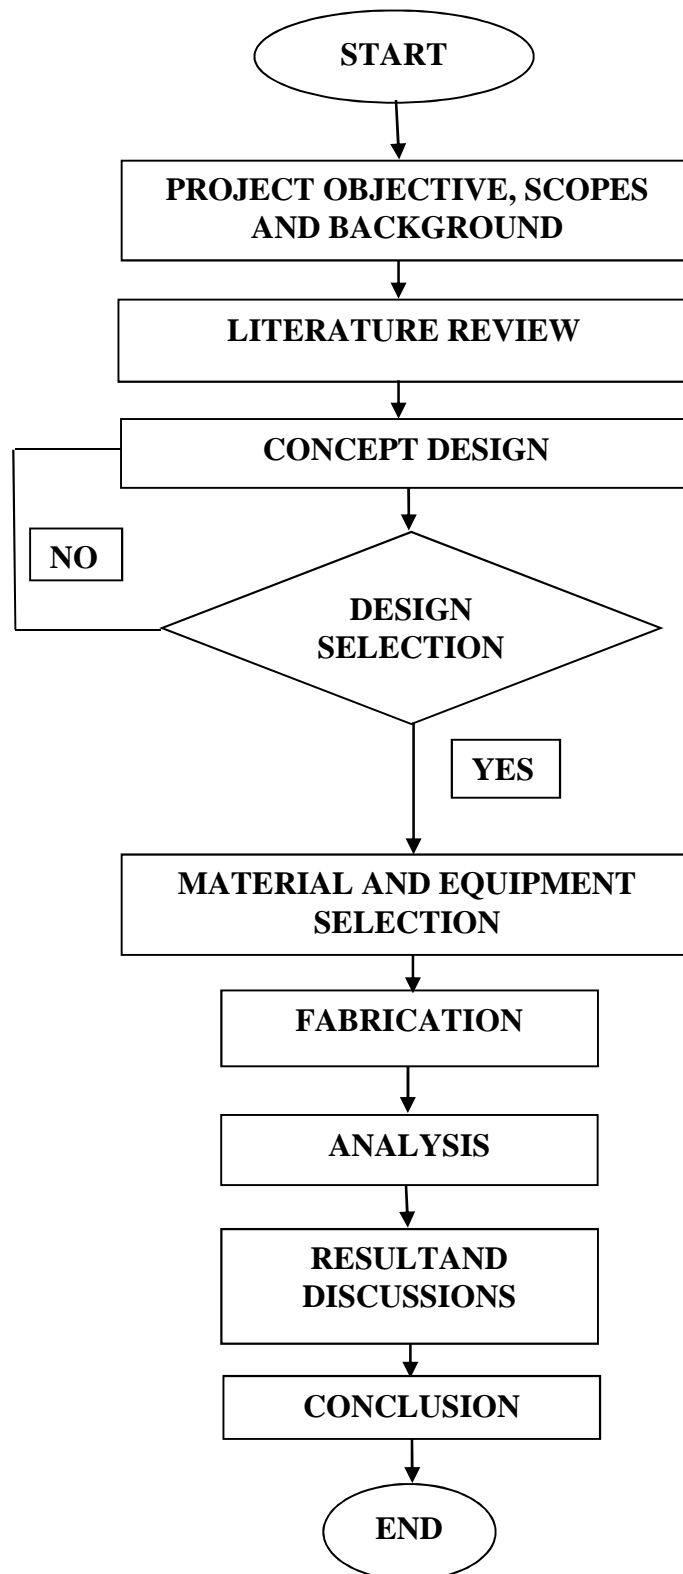 START
PROJECT OBJECTIVE, SCOPES
AND BACKGROUND
LITERATURE REVIEW
CONCEPT DESIGN
NO
DESIGN
SELECTION
YES
MATERIAL AND EQUIPMENT
SELECTION
FABRICATION
ANALYSIS
RESULTAND
DISCUSSIONS
CONCLUSION
END